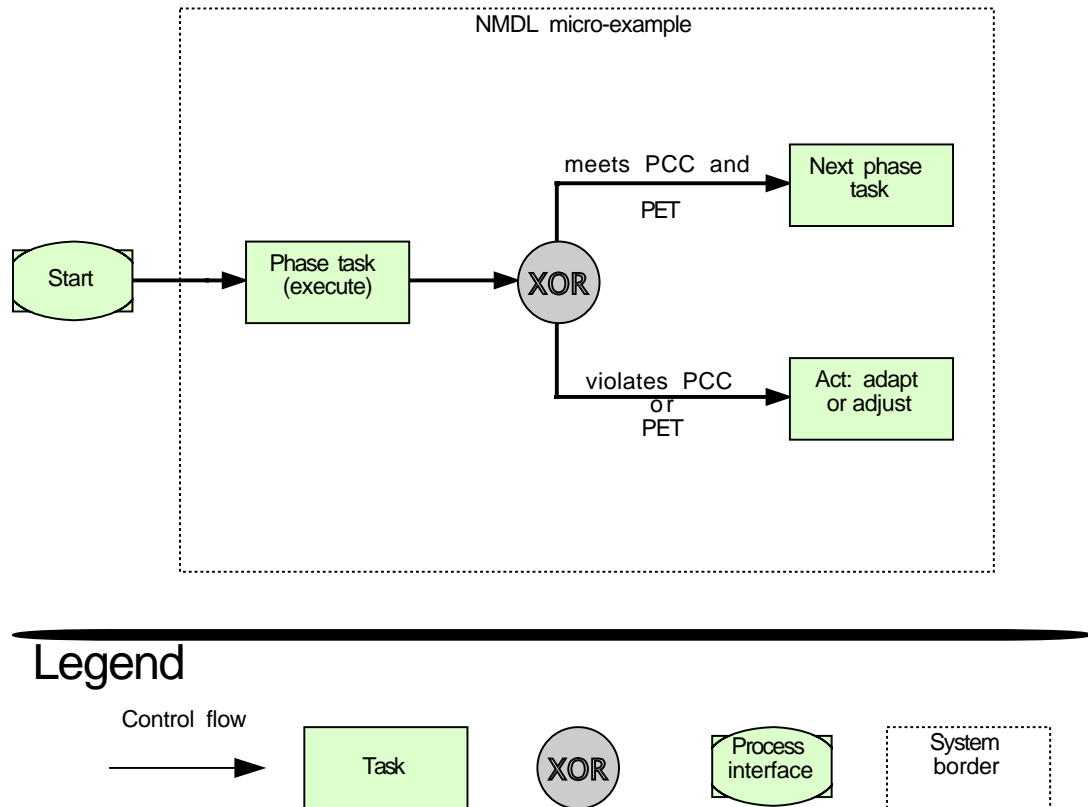 NMDL micro-example
meets PCC and
PET
Next phase
task
Start
Phase task
(execute)
XOR
violates PCC
or
PET
Act: adapt
or adjust
Legend
Control flow
Task
XOR
Process
interface
System
border